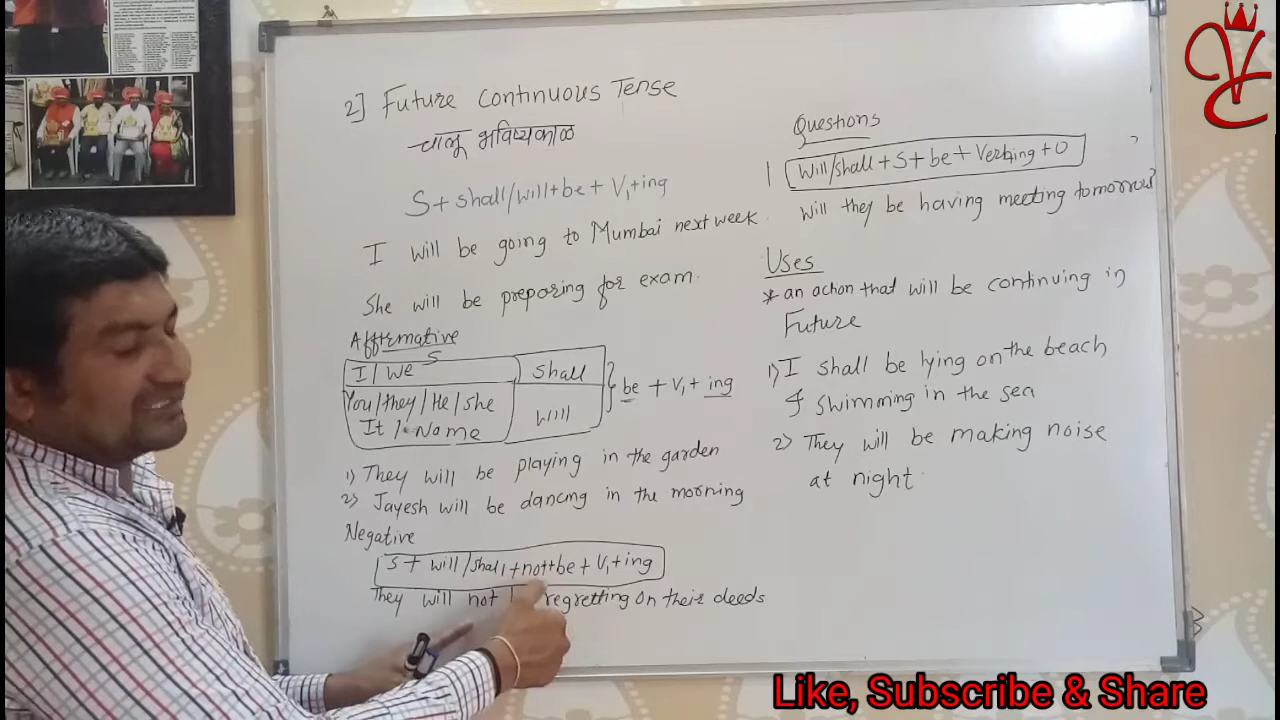 2] Future Continuous Tense
चालू भविष्यकाळ
S + shall/will + be + V1 + ing
I will be going to Mumbai next week.
She will be preparing for exam.
Affirmative
S
I / We shall
You / they / He / she
It / Name will
be + V1 + ing
1) They will be playing in the garden
2) Jayesh will be dancing in the morning
Negative
S + will/shall + not + be + V1 + ing
They will not regretting on their deeds
Questions
Will/shall + S + be + Verbing + O ?
Will they be having meeting tomorrow?
Uses
* an action that will be continuing in
Future
1) I shall be lying on the beach
& swimming in the sea
2) They will be making noise
at night
Like, Subscribe & Share